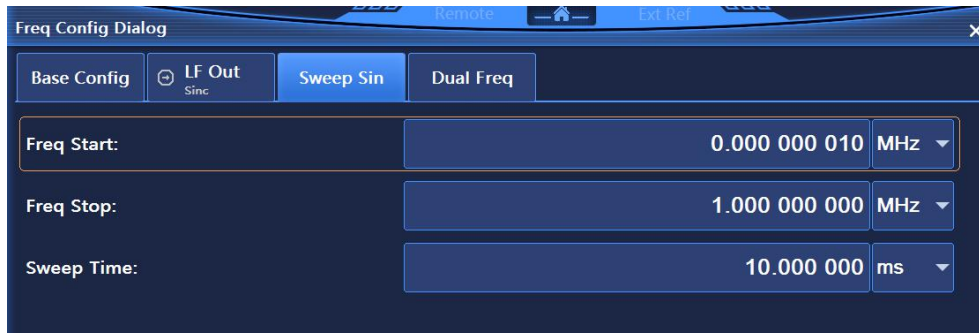 Remote Ext Ref
Freq Config Dialog
Base Config LF Out Sweep Sin Dual Freq
Sinc
Freq Start: 0.000 000 010 MHz
Freq Stop: 1.000 000 000 MHz
Sweep Time: 10.000 000 ms